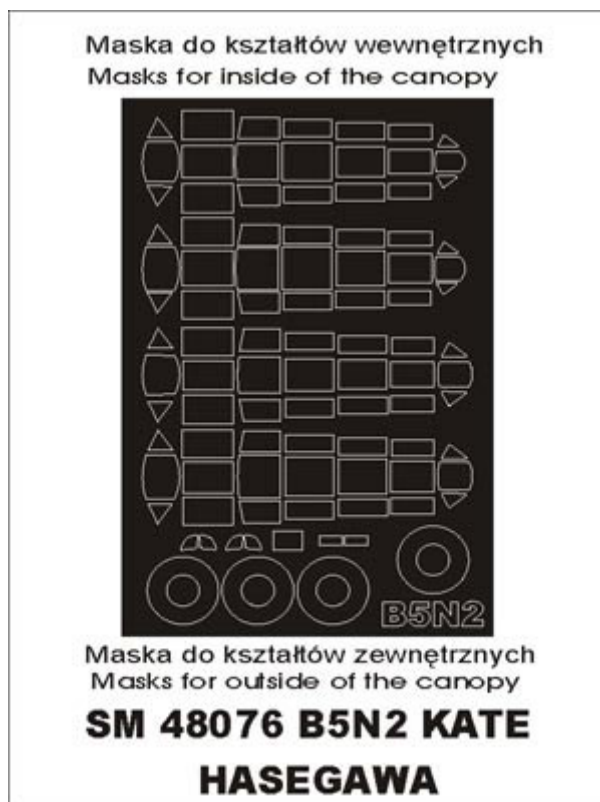 Maska do kształtów wewnętrznych
Masks for inside of the canopy
B5N2
Maska do kształtów zewnętrznych
Masks for outside of the canopy
SM 48076 B5N2 KATE
HASEGAWA